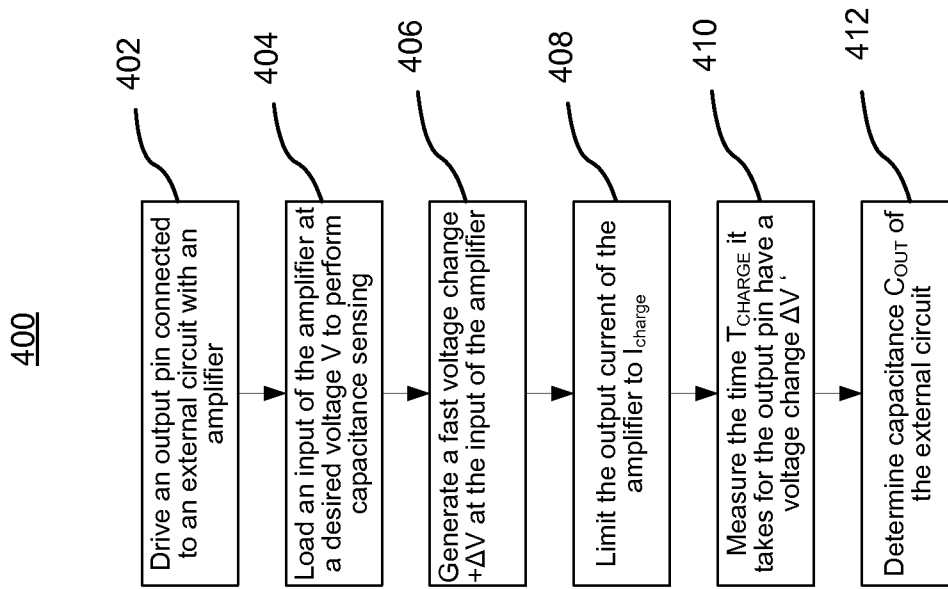 400
Drive an output pin connected
to an external circuit with an
amplifier
402
Load an input of the amplifier at
a desired voltage V to perform
capacitance sensing
404
Generate a fast voltage change
+ΔV at the input of the amplifier
406
Limit the output current of the
amplifier to Icharge
408
Measure the time TCHARGE it
takes for the output pin have a
voltage change ΔV ‘
410
Determine capacitance COUT of
the external circuit
412